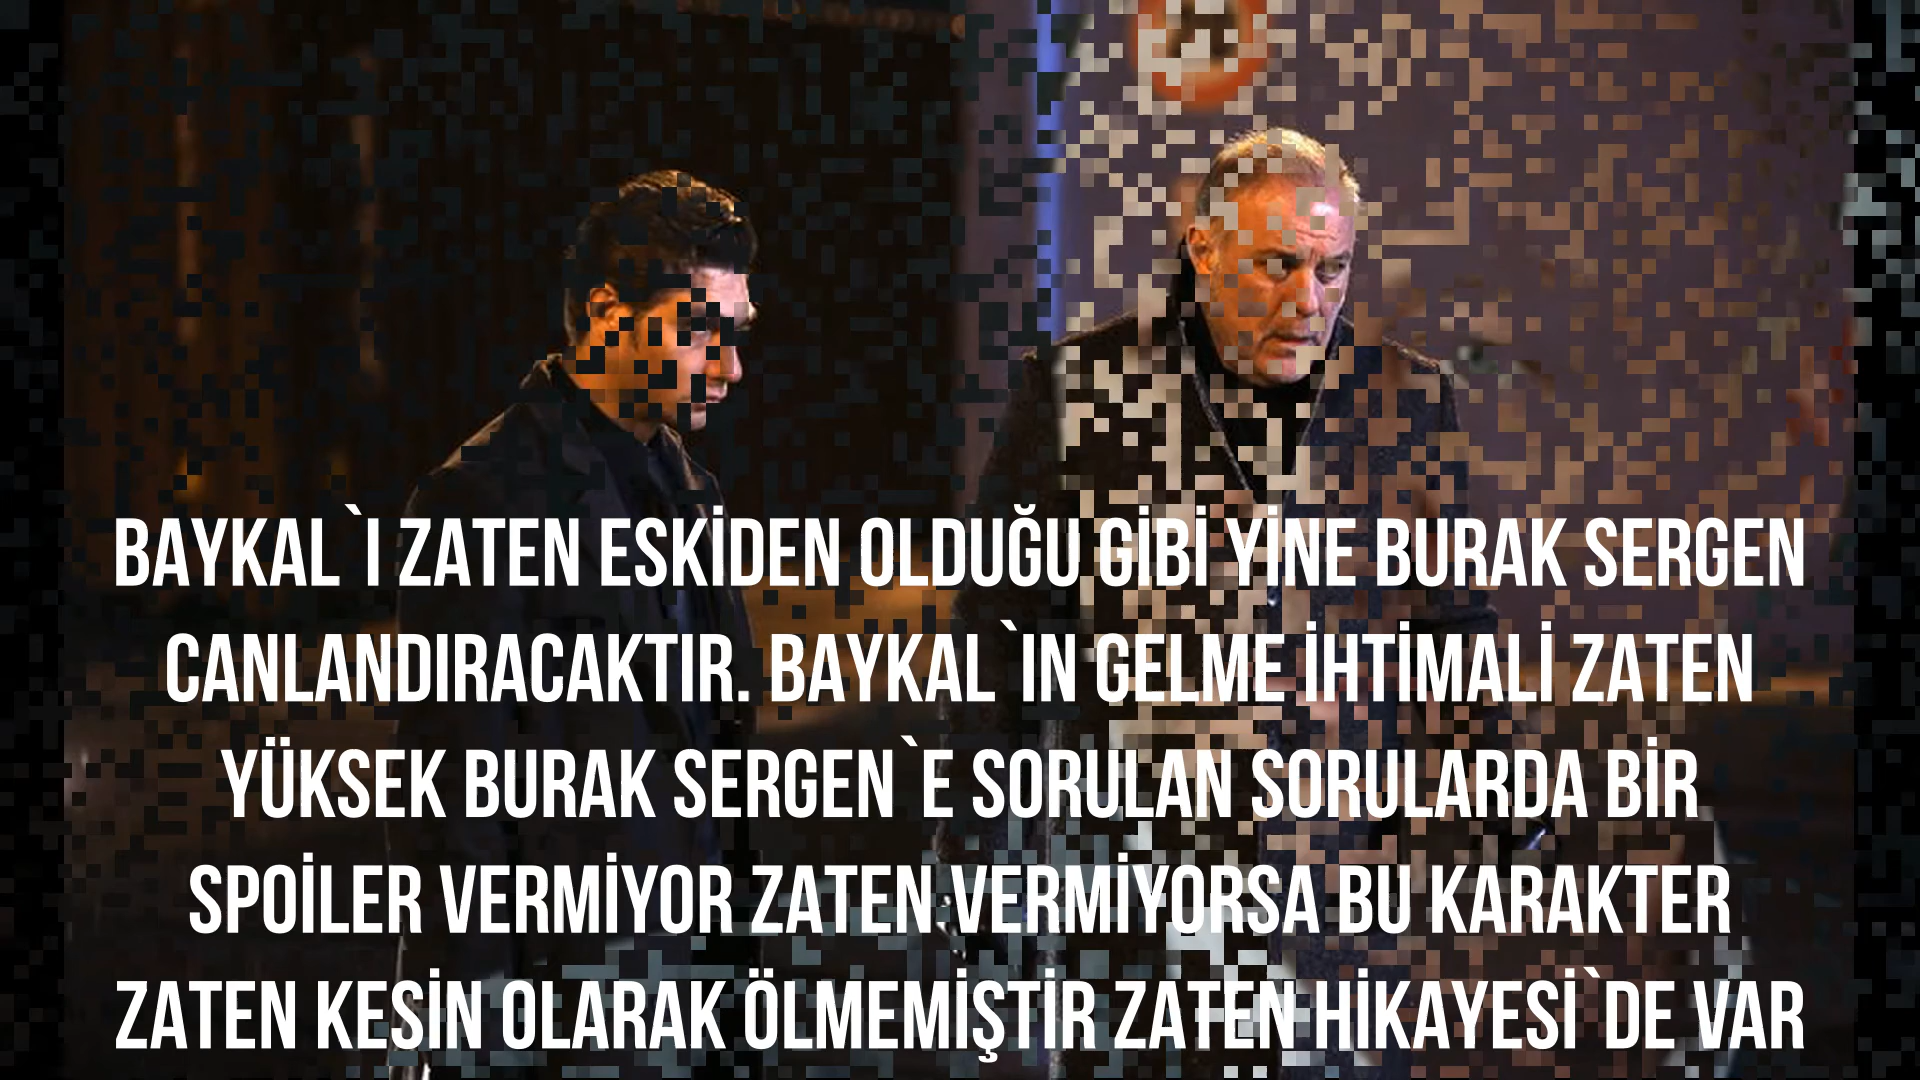 BAYKAL`I ZATEN ESKİDEN OLDUĞU GİBİ YİNE BURAK SERGEN
CANLANDIRACAKTIR. BAYKAL`IN GELME İHTİMALİ ZATEN
YÜKSEK BURAK SERGEN`E SORULAN SORULARDA BİR
SPOİLER VERMİYOR ZATEN.VERMİYORSA BU KARAKTER
ZATEN KESİN OLARAK ÖLMEMİŞTİR ZATEN HİKAYESİ`DE VAR